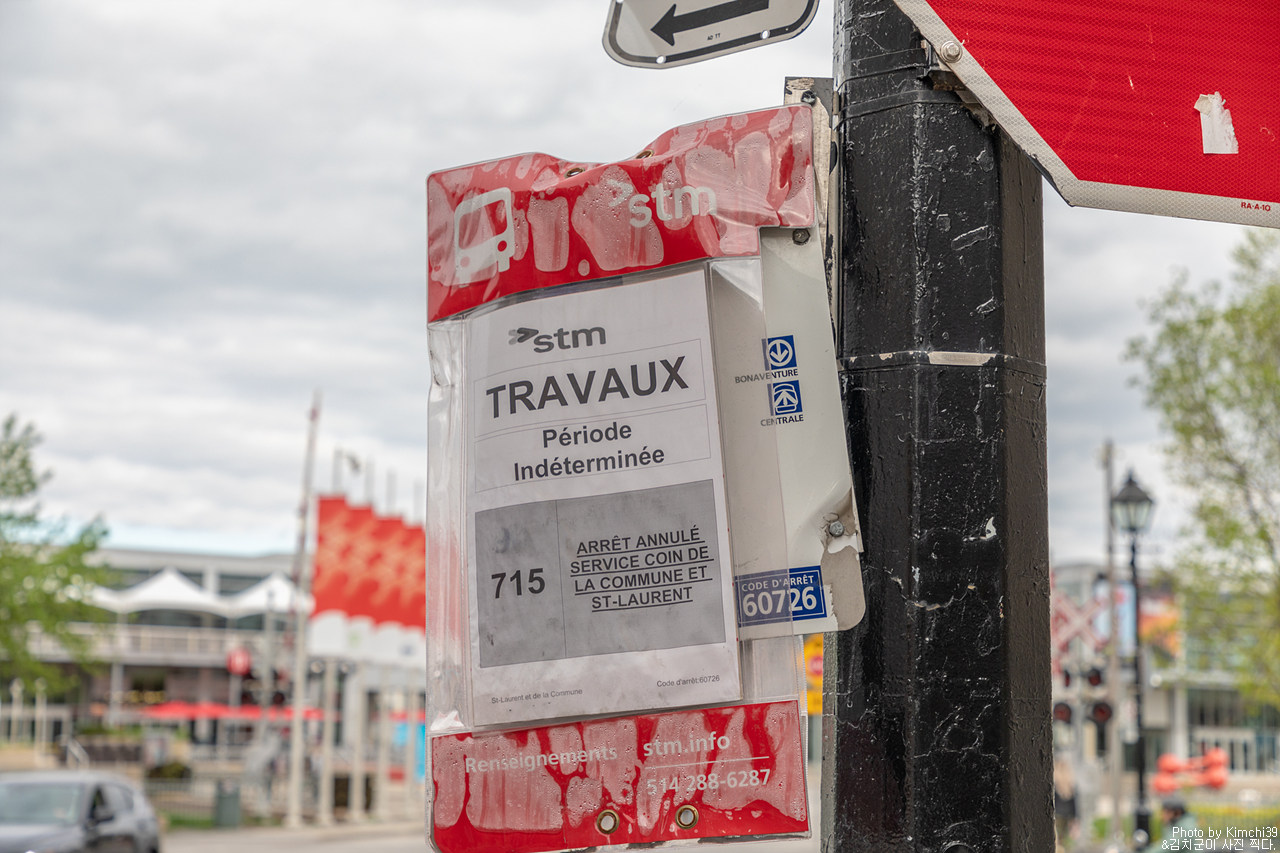 40 TT
RA-A-10
stm
stm
TRAVAUX
Période
Indéterminée
715
ARRÊT ANNULÉ
SERVICE COIN DE
LA COMMUNE ET
ST-LAURENT
St-Laurent et de la Commune
Code d'arrêt:60726
BONAVENTURE
CENTRALE
CODE D'ARRÊT
60726
Renseignements
stm.info
514 288-6287
Photo by Kimchi39
&김치군이 사진 찍다.